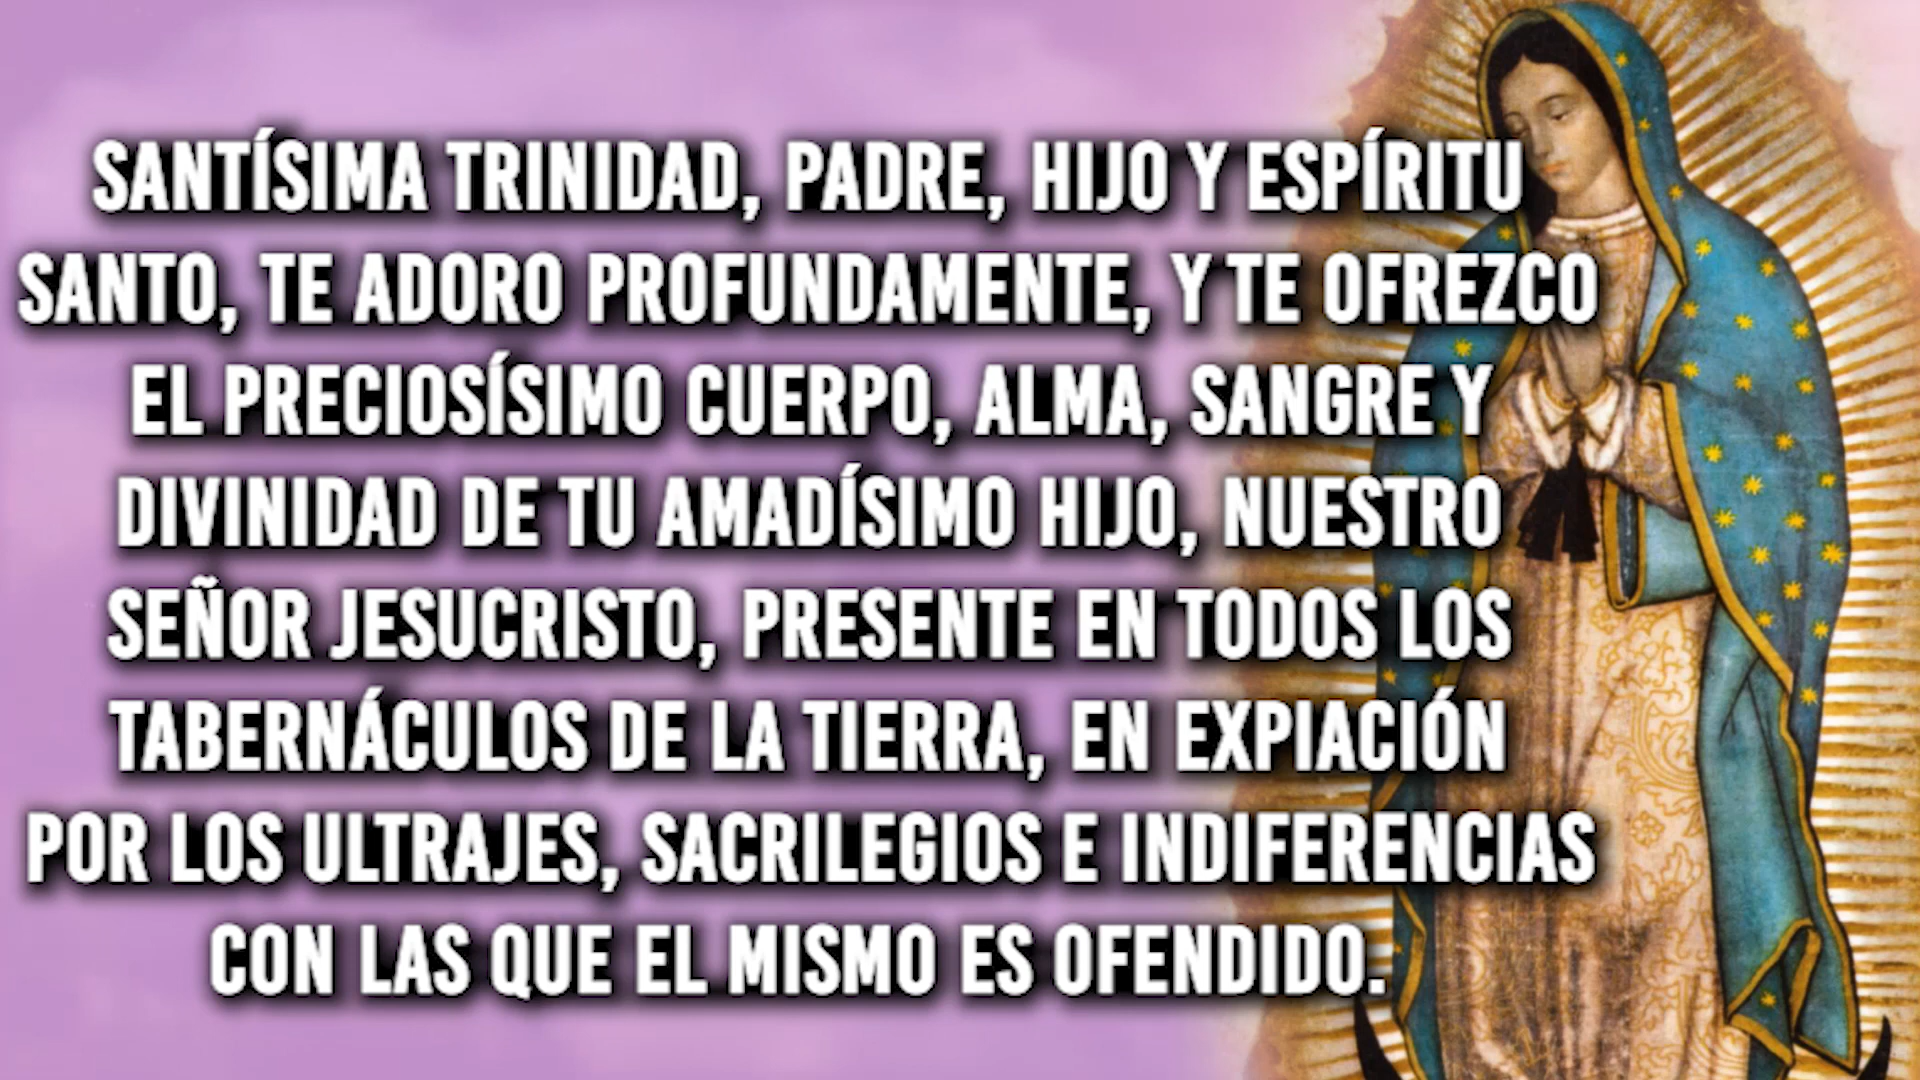 SANTÍSIMA TRINIDAD, PADRE, HIJO Y ESPÍRITU
SANTO, TE ADORO PROFUNDAMENTE, Y TE OFREZCO
EL PRECIOSÍSIMO CUERPO, ALMA, SANGRE Y
DIVINIDAD DE TU AMADÍSIMO HIJO, NUESTRO
SEÑOR JESUCRISTO, PRESENTE EN TODOS LOS
TABERNÁCULOS DE LA TIERRA, EN EXPIACIÓN
POR LOS ULTRAJES, SACRILEGIOS E INDIFERENCIAS
CON LAS QUE EL MISMO ES OFENDIDO.